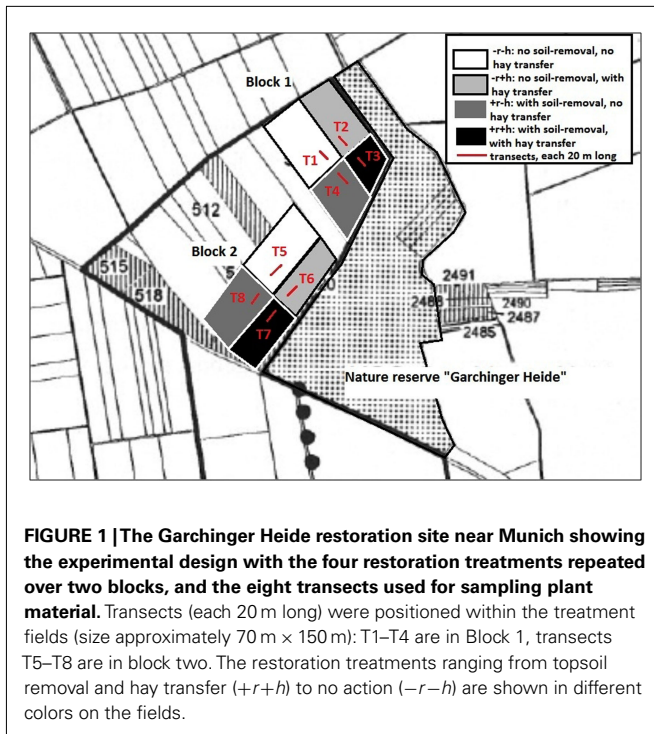 Block 1
-r-h: no soil-removal, no
hay transfer
-r+h: no soil-removal, with
hay transfer
+r-h: with soil-removal, no
hay transfer
+r+h: with soil-removal,
with hay transfer
transects, each 20 m long
T2
T1
T3
T4
512
Block 2
T5
515
518
T6
T8
T7
2491
2488
2490
2487
2485
Nature reserve "Garchinger Heide"
FIGURE 1 | The Garchinger Heide restoration site near Munich showing
the experimental design with the four restoration treatments repeated
over two blocks, and the eight transects used for sampling plant
material. Transects (each 20 m long) were positioned within the treatment
fields (size approximately 70 m × 150 m): T1–T4 are in Block 1, transects
T5–T8 are in block two. The restoration treatments ranging from topsoil
removal and hay transfer (+r+h) to no action (−r−h) are shown in different
colors on the fields.